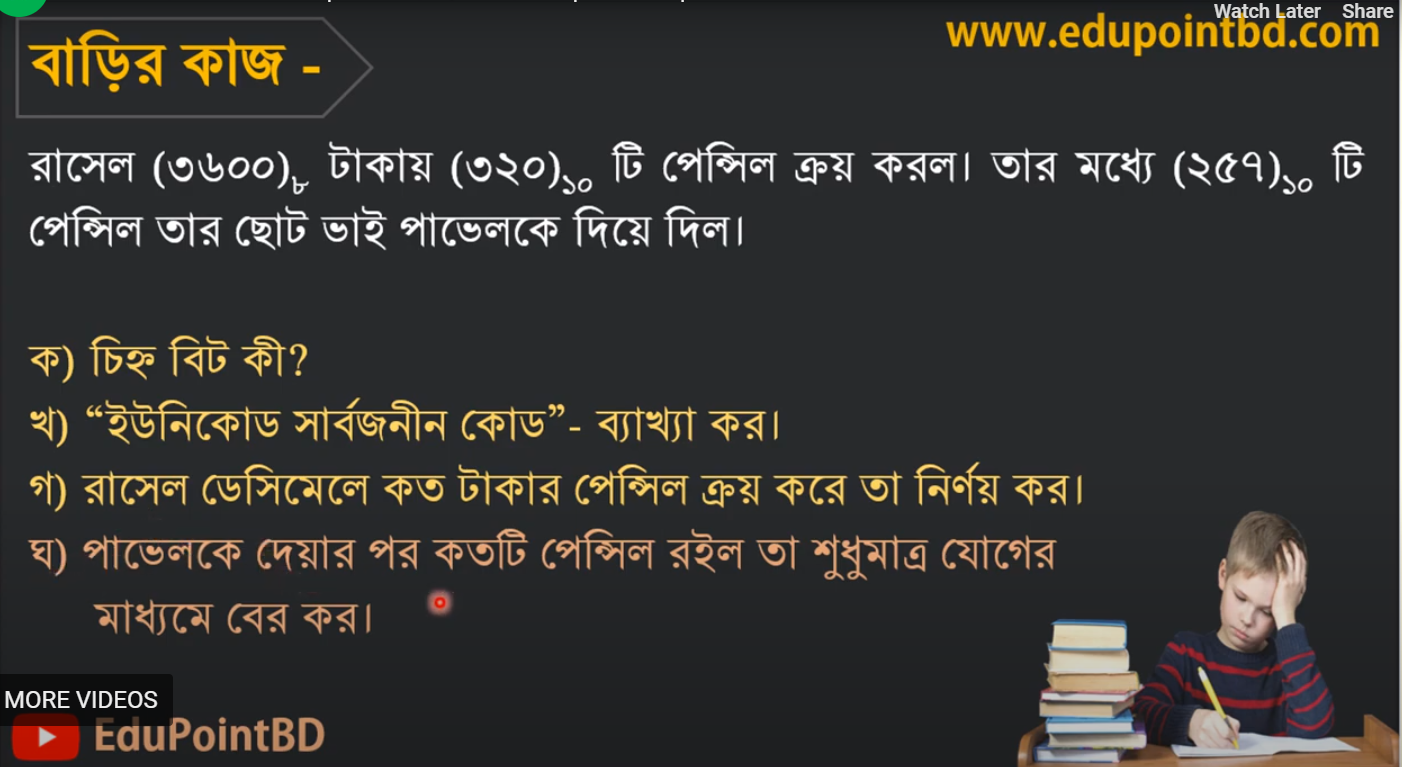 Watch Later Share
www.edupointbd.com
বাড়ির কাজ -
রাসেল (৩৬০০)৮ টাকায় (৩২০)১০ টি পেন্সিল ক্রয় করল। তার মধ্যে (২৫৭)১০ টি
পেন্সিল তার ছোট ভাই পাভেলকে দিয়ে দিল।
ক) চিহ্ন বিট কী?
খ) “ইউনিকোড সার্বজনীন কোড”- ব্যাখ্যা কর।
গ) রাসেল ডেসিমেলে কত টাকার পেন্সিল ক্রয় করে তা নির্ণয় কর।
ঘ) পাভেলকে দেয়ার পর কতটি পেন্সিল রইল তা শুধুমাত্র যোগের
মাধ্যমে বের কর।
MORE VIDEOS
EduPointBD